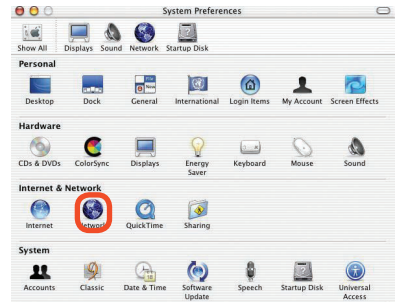 System Preferences
Show All Displays Sound Network Startup Disk
Personal
Desktop Dock General International Login Items My Account Screen Effects
Hardware
CDs & DVDs ColorSync Displays Energy Saver Keyboard Mouse Sound
Internet & Network
Internet Network QuickTime Sharing
System
Accounts Classic Date & Time Software Update Speech Startup Disk Universal Access